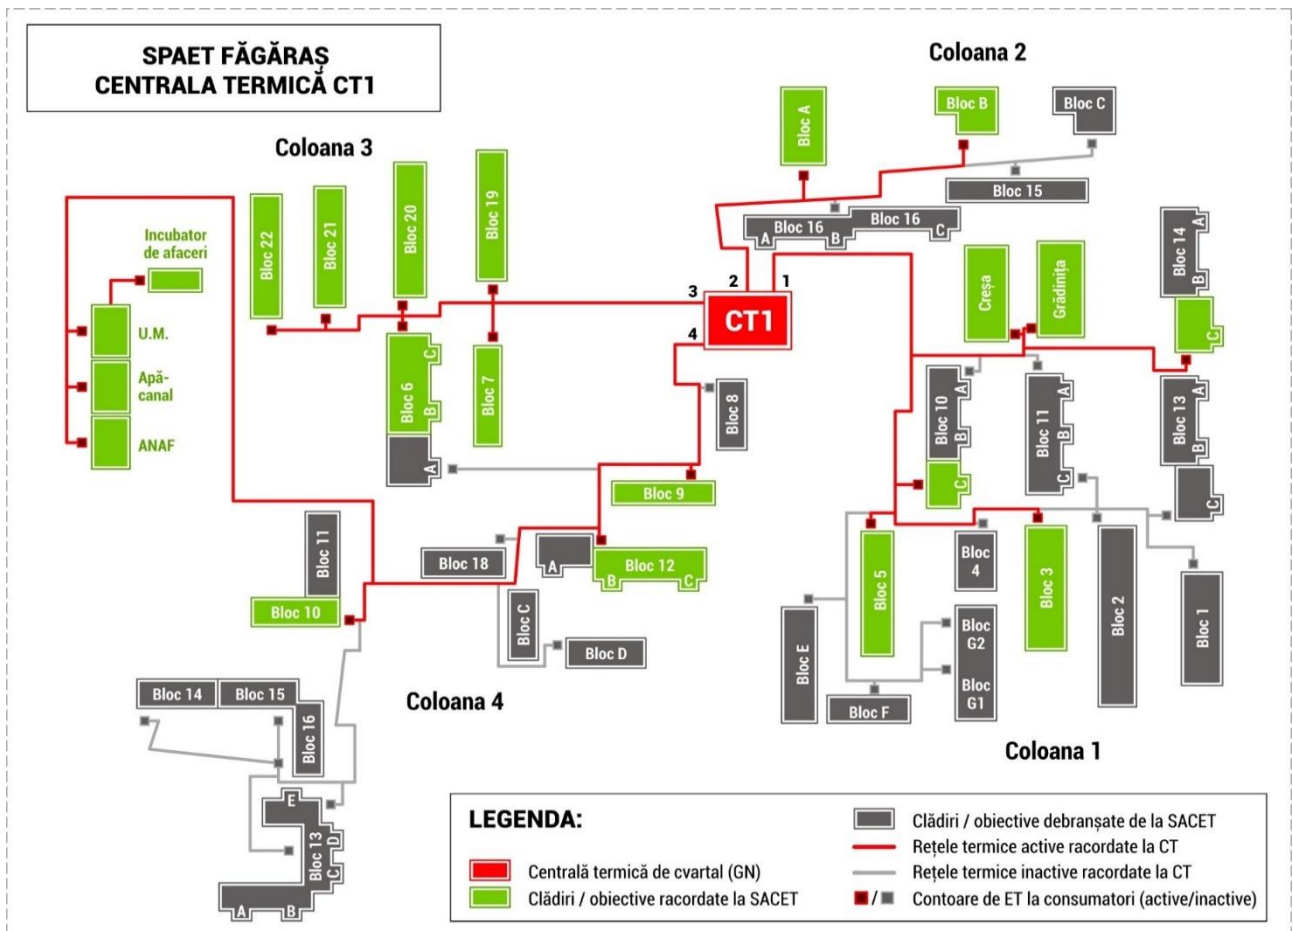 SPAET FĂGĂRAȘ
CENTRALA TERMICĂ CT1
Coloana 2
Coloana 3
Bloc A
Bloc B
Bloc C
Bloc 15
Bloc 16
Bloc 16
A
B
C
Bloc 22
Bloc 21
Bloc 20
Bloc 19
Incubator
de afaceri
U.M.
Apă-
canal
ANAF
3
2
1
4
CT1
Bloc 6
C
B
A
Bloc 7
Bloc 8
Bloc 9
Creșa
Grădinița
Bloc 14
A
B
C
Bloc 10
A
B
C
Bloc 11
A
B
C
Bloc 13
A
B
C
Bloc 11
Bloc 10
Bloc 18
A
Bloc 12
B
C
Bloc C
Bloc D
Bloc 5
Bloc 4
Bloc 3
Bloc 2
Bloc 1
Bloc E
Bloc F
Bloc
G2
Bloc
G1
Coloana 4
Coloana 1
Bloc 14
Bloc 15
Bloc 16
E
Bloc 13
D
C
A
B
LEGENDA:
Centrală termică de cvartal (GN)
Clădiri / obiective racordate la SACET
Clădiri / obiective debranșate de la SACET
Rețele termice active racordate la CT
Rețele termice inactive racordate la CT
/
Contoare de ET la consumatori (active/inactive)